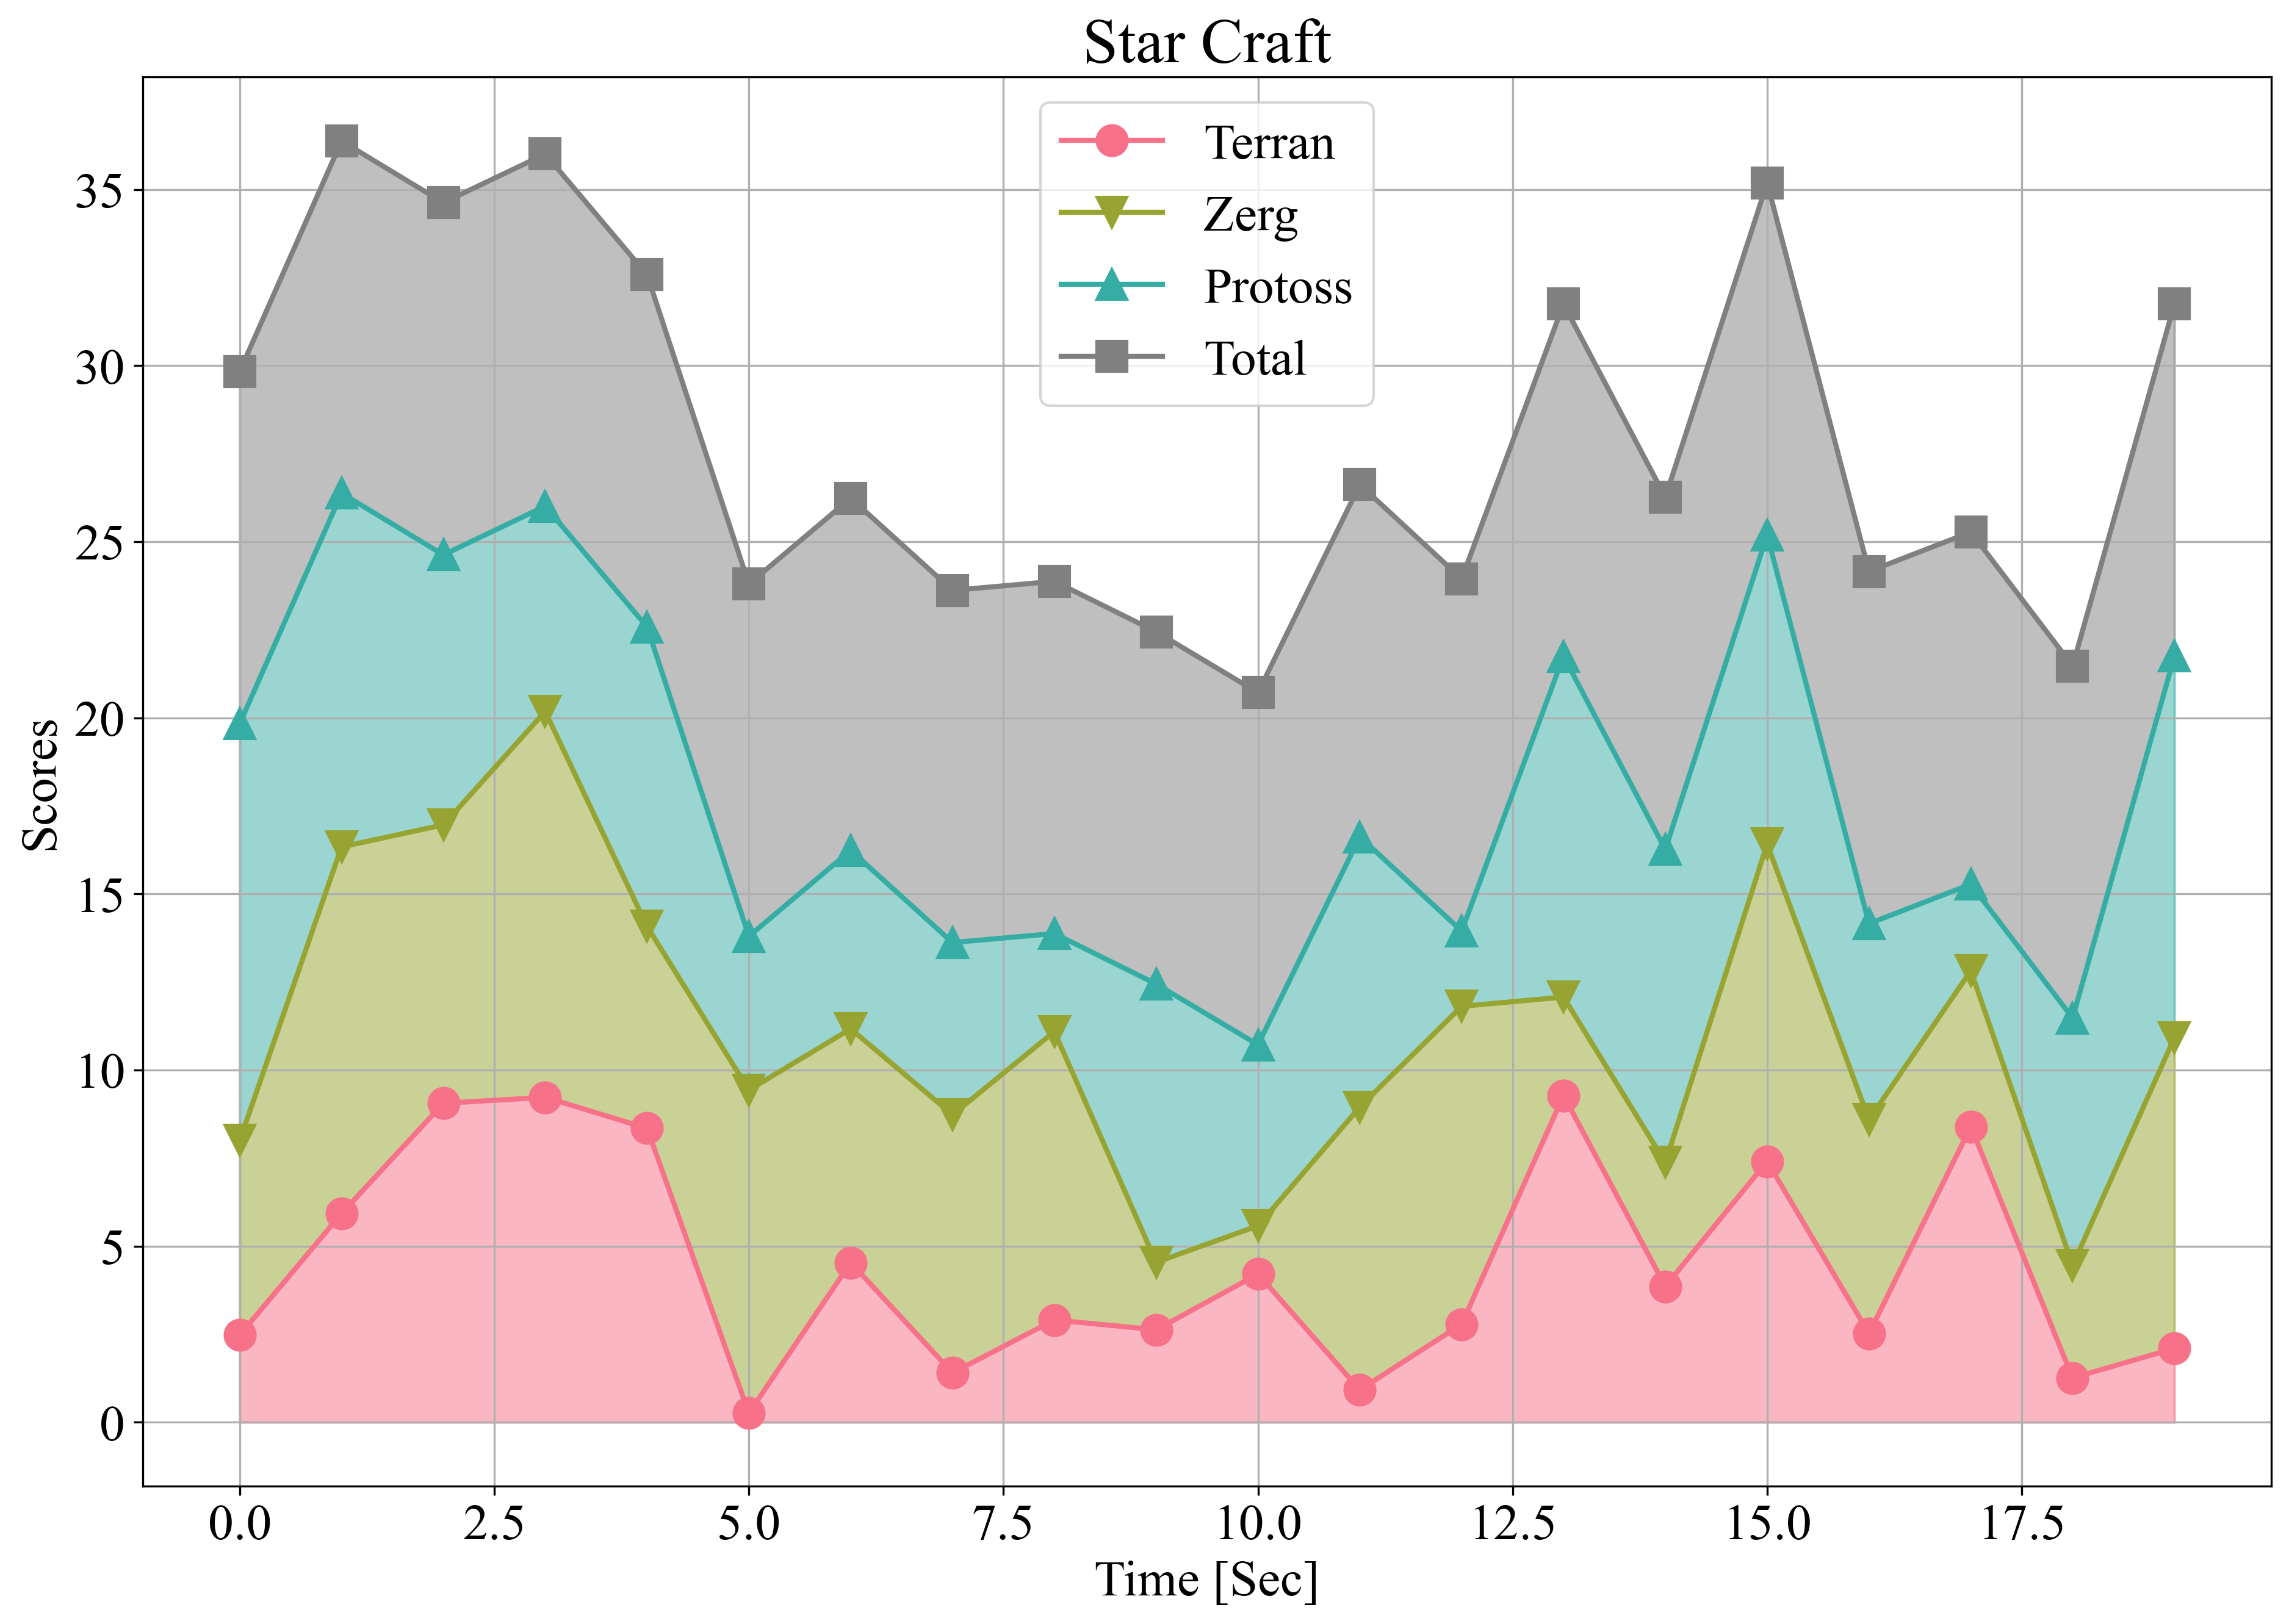 Star Craft
Terran
Zerg
Protoss
Total
Scores
35
30
25
20
15
10
5
0
0.0 2.5 5.0 7.5 10.0 12.5 15.0 17.5
Time [Sec]